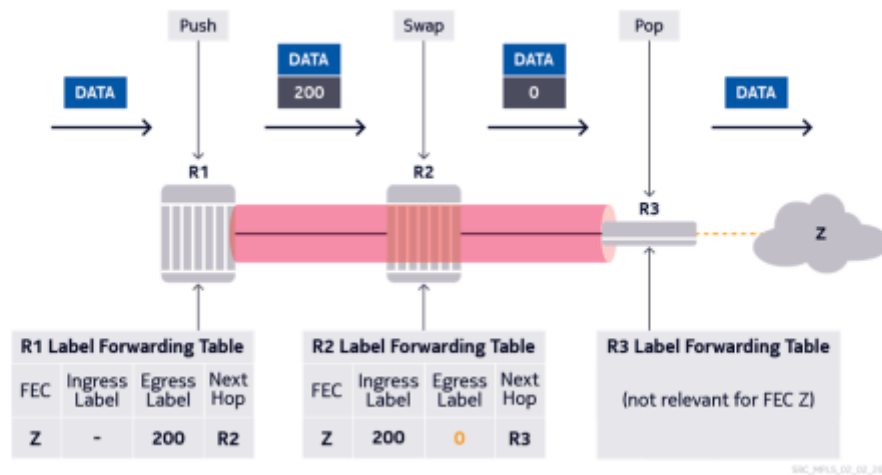 Push
Swap
Pop
DATA
DATA
200
DATA
0
DATA
R1
R2
R3
Z
R1 Label Forwarding Table
FEC Ingress Label Egress Label Next Hop
Z - 200 R2
R2 Label Forwarding Table
FEC Ingress Label Egress Label Next Hop
Z 200 0 R3
R3 Label Forwarding Table
(not relevant for FEC Z)